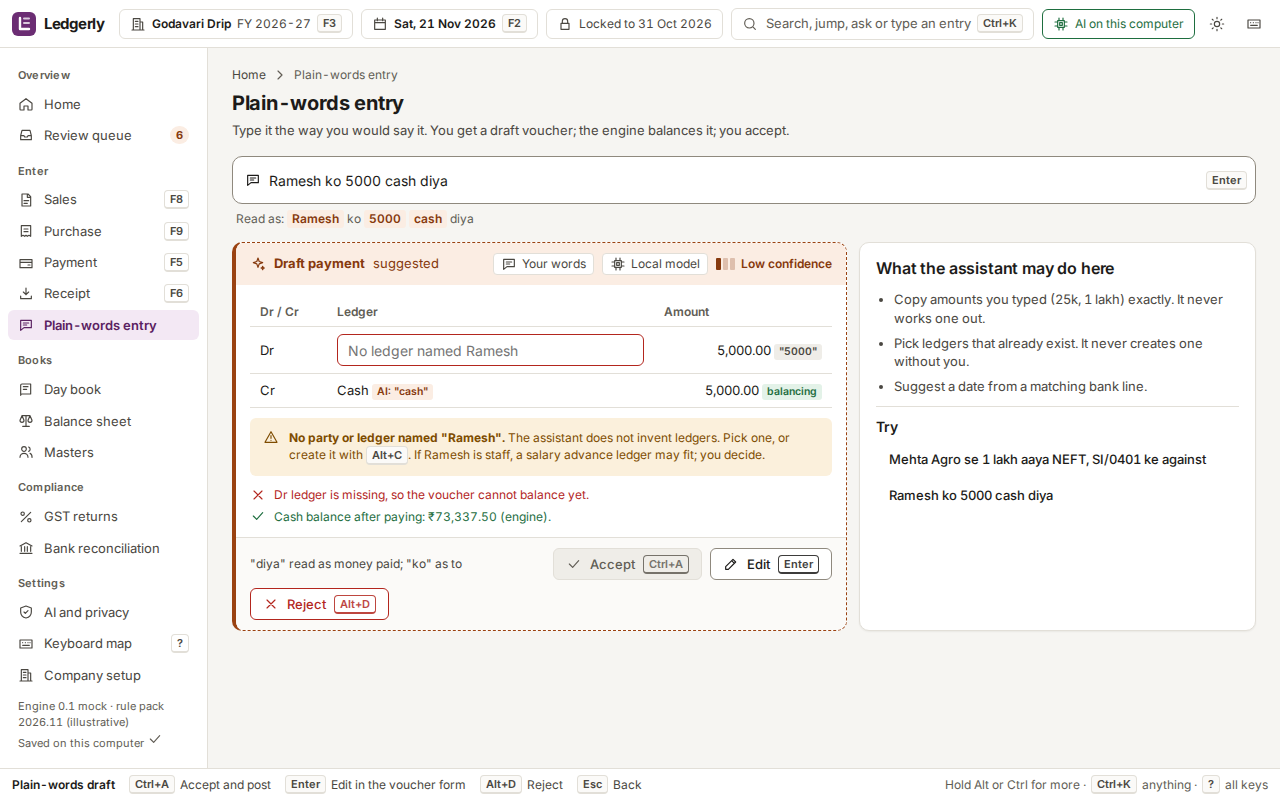 Ledgerly
Godavari Drip FY 2026-27 F3
Sat, 21 Nov 2026 F2
Locked to 31 Oct 2026
Search, jump, ask or type an entry Ctrl+K
AI on this computer
Overview
Home
Review queue 6
Enter
Sales F8
Purchase F9
Payment F5
Receipt F6
Plain-words entry
Books
Day book
Balance sheet
Masters
Compliance
GST returns
Bank reconciliation
Settings
AI and privacy
Keyboard map ?
Company setup
Engine 0.1 mock · rule pack
2026.11 (illustrative)
Saved on this computer
Home > Plain-words entry
Plain-words entry
Type it the way you would say it. You get a draft voucher; the engine balances it; you accept.
Ramesh ko 5000 cash diya Enter
Read as: Ramesh ko 5000 cash diya
Draft payment suggested Your words Local model Low confidence
Dr / Cr Ledger Amount
Dr No ledger named Ramesh 5,000.00 "5000"
Cr Cash AI: "cash" 5,000.00 balancing
No party or ledger named "Ramesh". The assistant does not invent ledgers. Pick one, or
create it with Alt+C. If Ramesh is staff, a salary advance ledger may fit; you decide.
Dr ledger is missing, so the voucher cannot balance yet.
Cash balance after paying: ₹73,337.50 (engine).
"diya" read as money paid; "ko" as to Accept Ctrl+A Edit Enter
Reject Alt+D
What the assistant may do here
• Copy amounts you typed (25k, 1 lakh) exactly. It never
works one out.
• Pick ledgers that already exist. It never creates one
without you.
• Suggest a date from a matching bank line.
Try
Mehta Agro se 1 lakh aaya NEFT, SI/0401 ke against
Ramesh ko 5000 cash diya
Plain-words draft Ctrl+A Accept and post Enter Edit in the voucher form Alt+D Reject Esc Back
Hold Alt or Ctrl for more · Ctrl+K anything · ? all keys